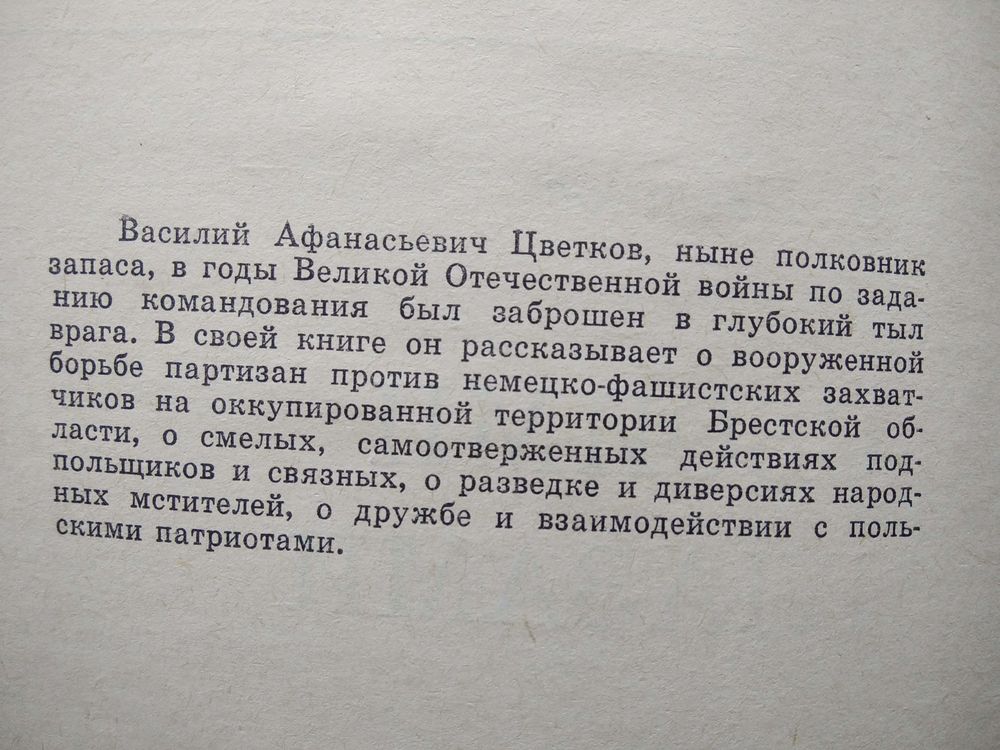 Василий Афанасьевич Цветков, ныне полковник
запаса, в годы Великой Отечественной войны по зада-
нию командования был заброшен в глубокий тыл
врага. В своей книге он рассказывает о вооруженной
борьбе партизан против немецко-фашистских захват-
чиков на оккупированной территории Брестской об-
ласти, о смелых, самоотверженных действиях под-
польщиков и связных, о разведке и диверсиях народ-
ных мстителей, о дружбе и взаимодействии с поль-
скими патриотами.